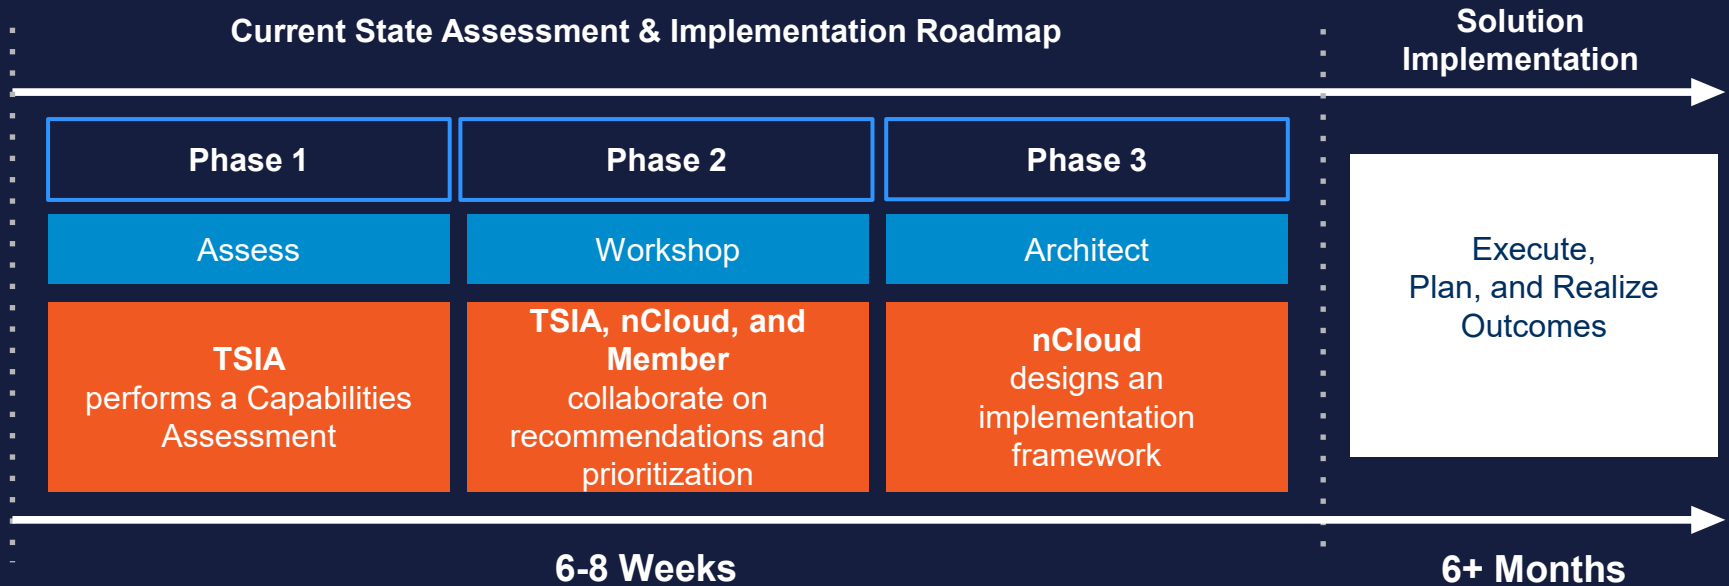 Current State Assessment & Implementation Roadmap
Solution
Implementation
Phase 1
Phase 2
Phase 3
Assess
Workshop
Architect
TSIA
performs a Capabilities
Assessment
TSIA, nCloud, and
Member
collaborate on
recommendations and
prioritization
nCloud
designs an
implementation
framework
Execute,
Plan, and Realize
Outcomes
6-8 Weeks
6+ Months